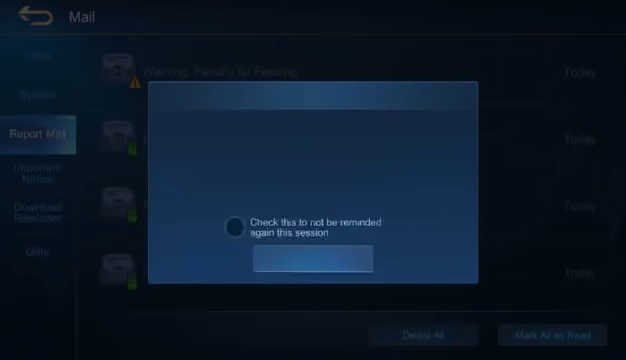 Mail
Warning: Penalty for Feeding
Today
System
Report Mail
Today
Important
Notice
Download
Reminder
Today
Gifts
Today
Check this to not be reminded
again this session
Delete All
Mark All as Read